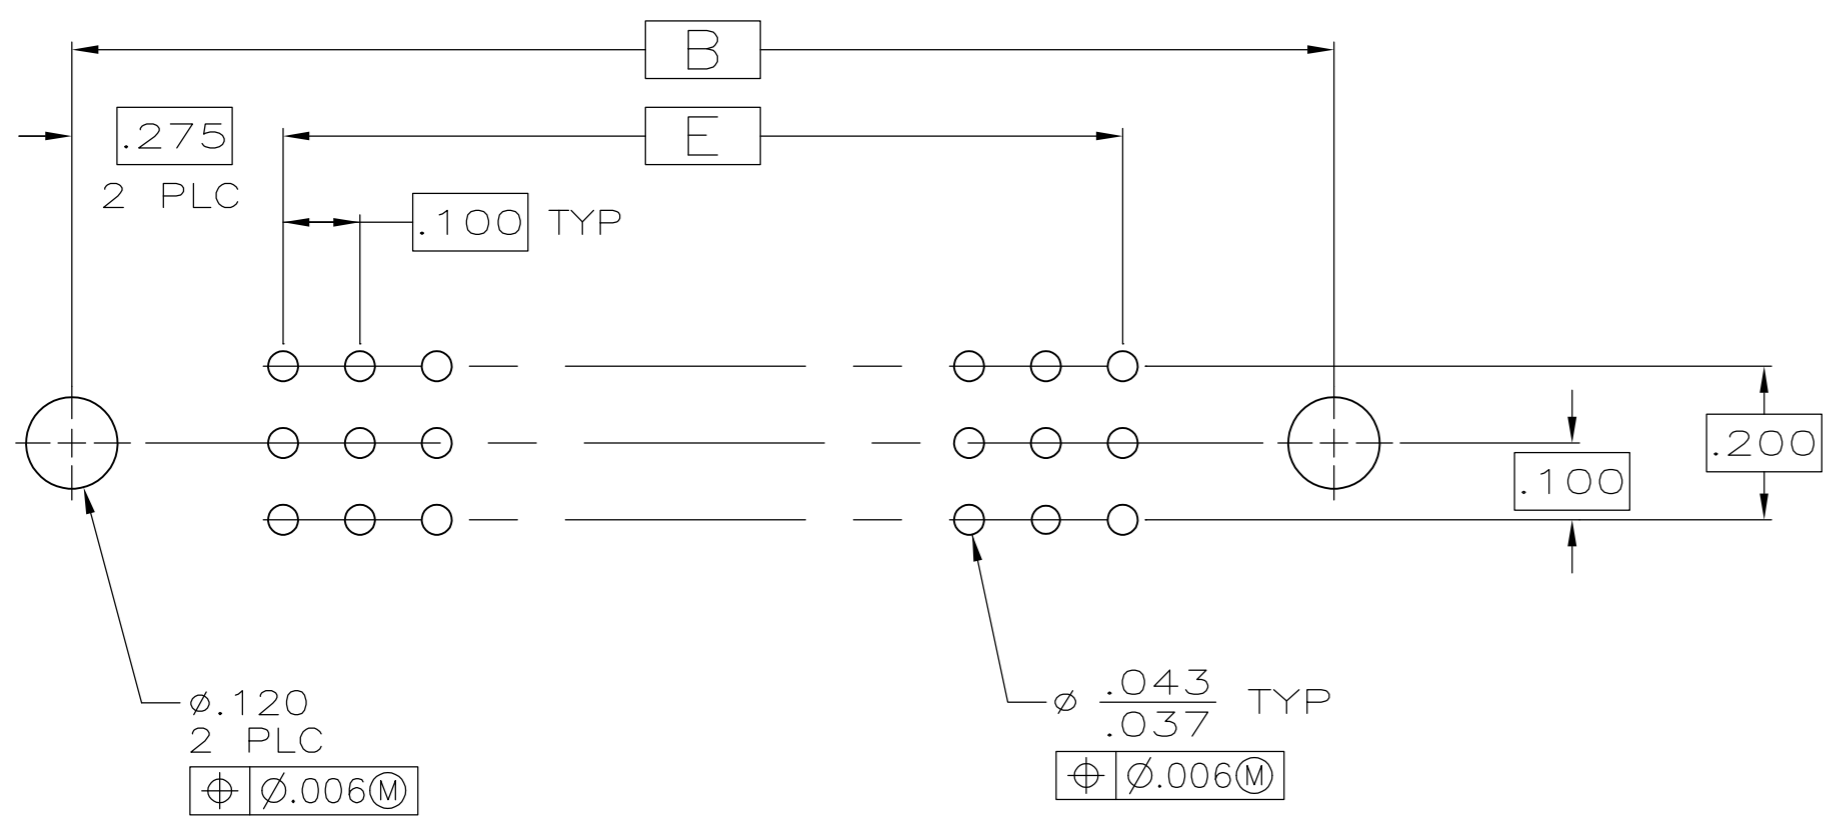 B
.275
2 PLC
E
.100 TYP
.200
.100
⌀.120
2 PLC
⌖ ⌀.006Ⓜ
⌀ .043 TYP
.037
⌖ ⌀.006Ⓜ